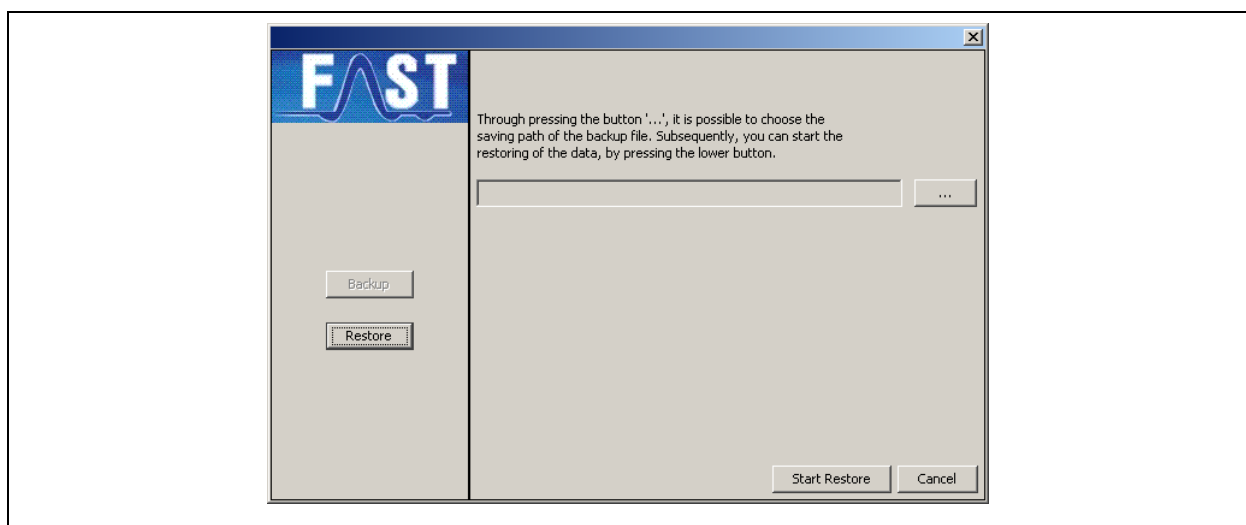 FAST
Through pressing the button '...', it is possible to choose the
saving path of the backup file. Subsequently, you can start the
restoring of the data, by pressing the lower button.
...
Backup
Restore
Start Restore
Cancel